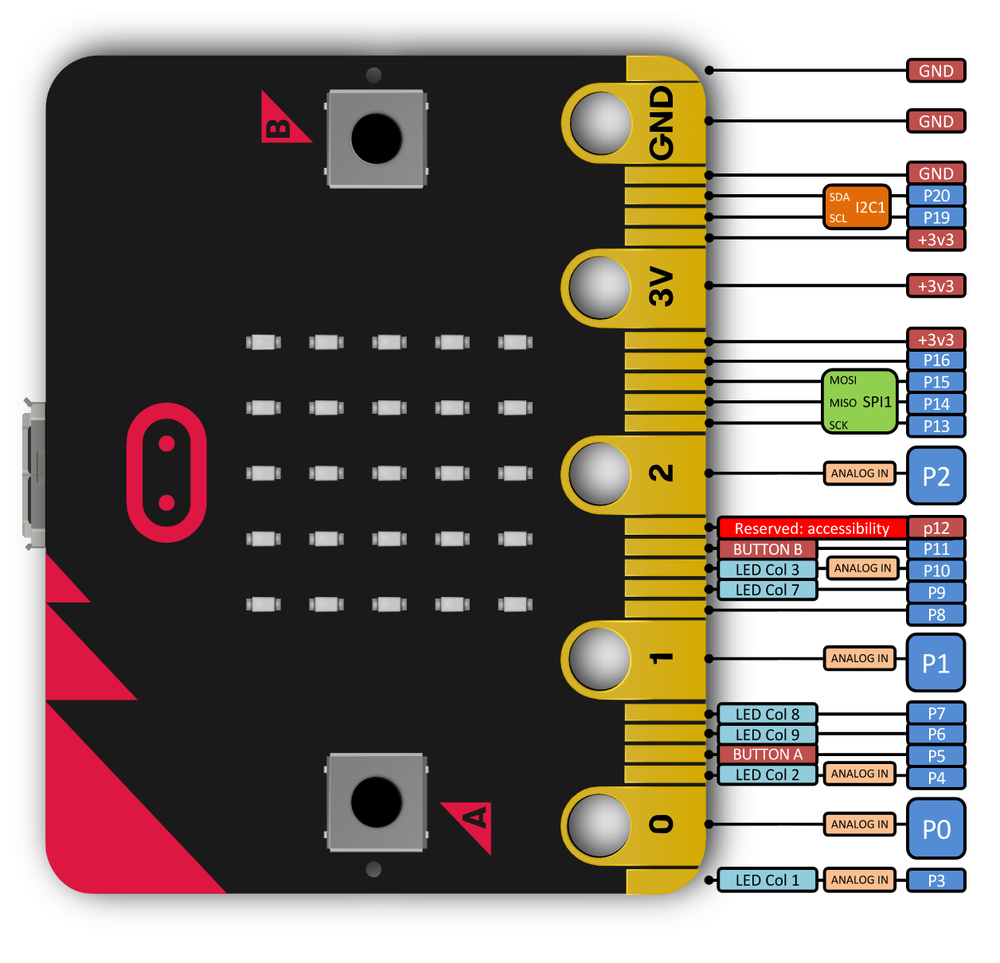 GND
B
GND
GND
GND
SDA
I2C1
P20
SCL
P19
+3v3
3V
+3v3
+3v3
P16
MOSI
P15
MISO SPI1
P14
SCK
P13
2
ANALOG IN
P2
Reserved: accessibility
p12
BUTTON B
P11
LED Col 3
ANALOG IN
P10
LED Col 7
P9
P8
1
ANALOG IN
P1
LED Col 8
P7
LED Col 9
P6
BUTTON A
P5
LED Col 2
ANALOG IN
P4
A
0
ANALOG IN
P0
LED Col 1
ANALOG IN
P3